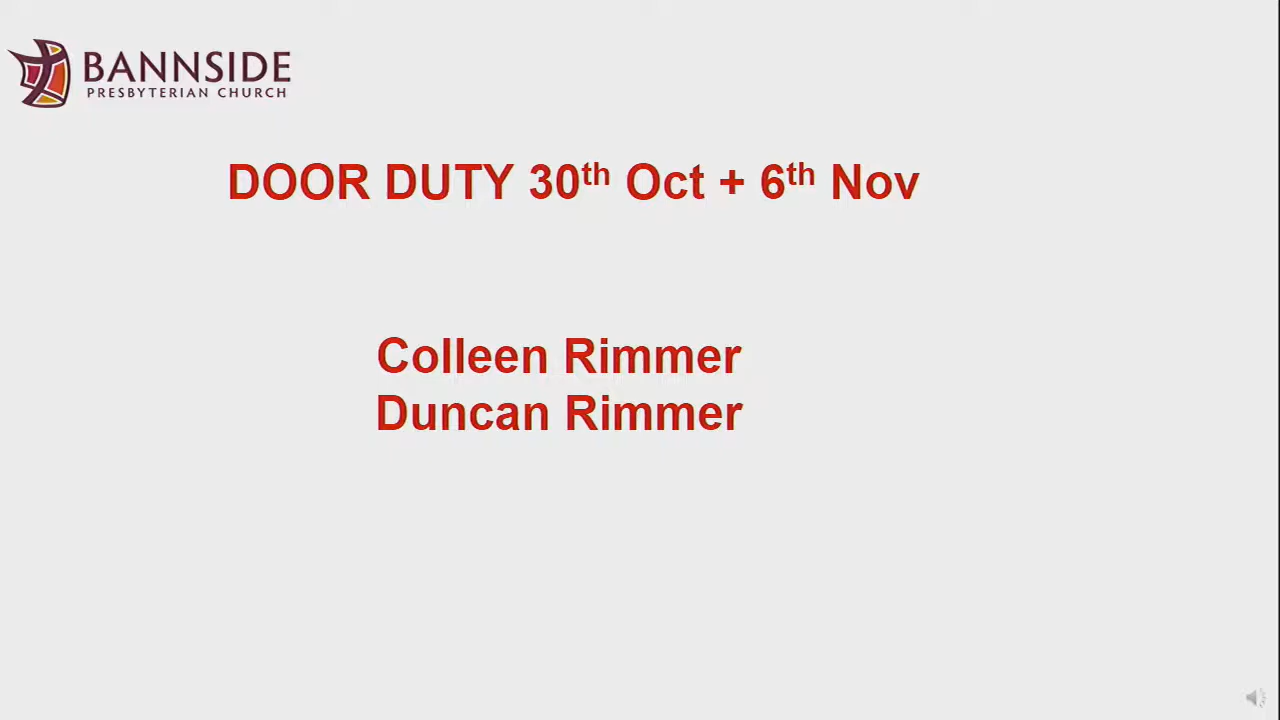 BANNSIDE
PRESBYTERIAN CHURCH
DOOR DUTY 30th Oct + 6th Nov
Colleen Rimmer
Duncan Rimmer